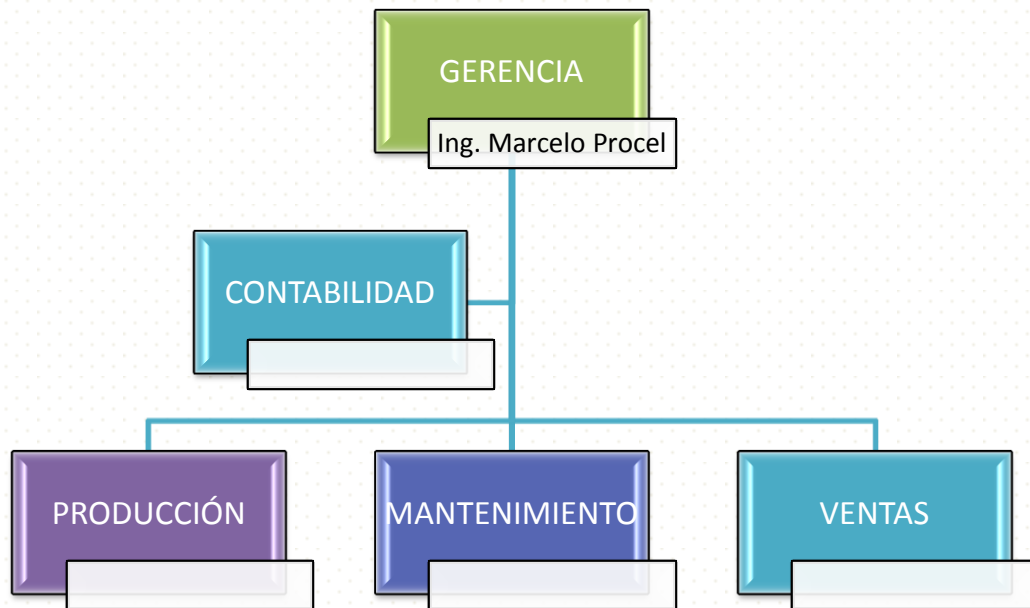 GERENCIA
Ing. Marcelo Procel
CONTABILIDAD
PRODUCCIÓN
MANTENIMIENTO
VENTAS